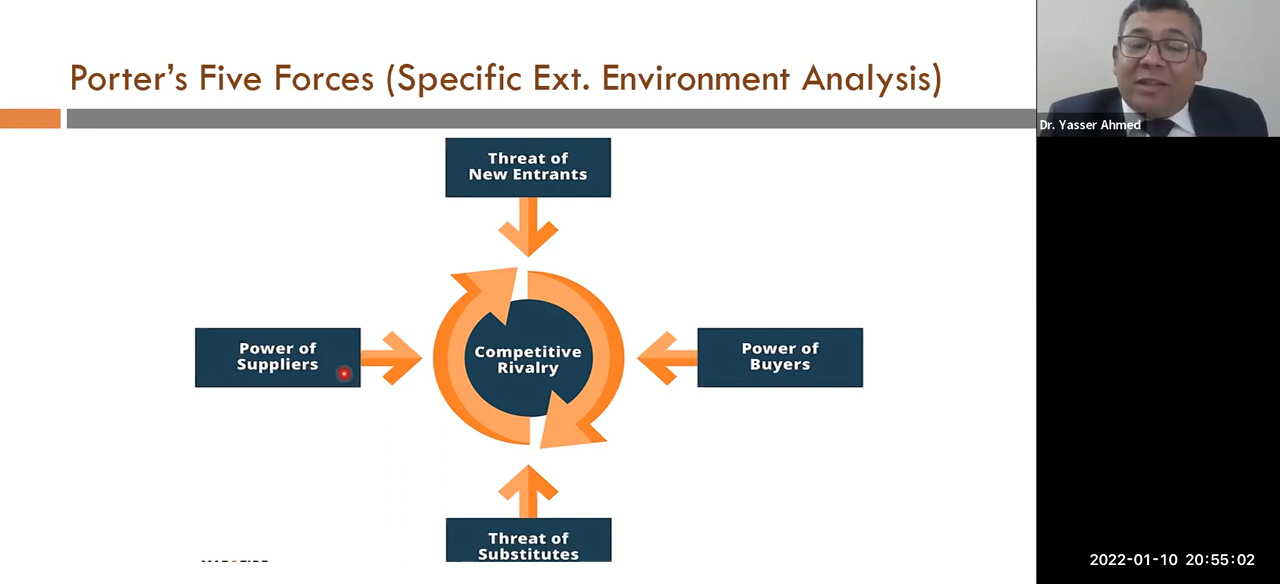 Porter's Five Forces (Specific Ext. Environment Analysis)
Dr. Yasser Ahmed
Threat of
New Entrants
Power of
Suppliers
Competitive
Rivalry
Power of
Buyers
Threat of
Substitutes
2022-01-10 20:55:02